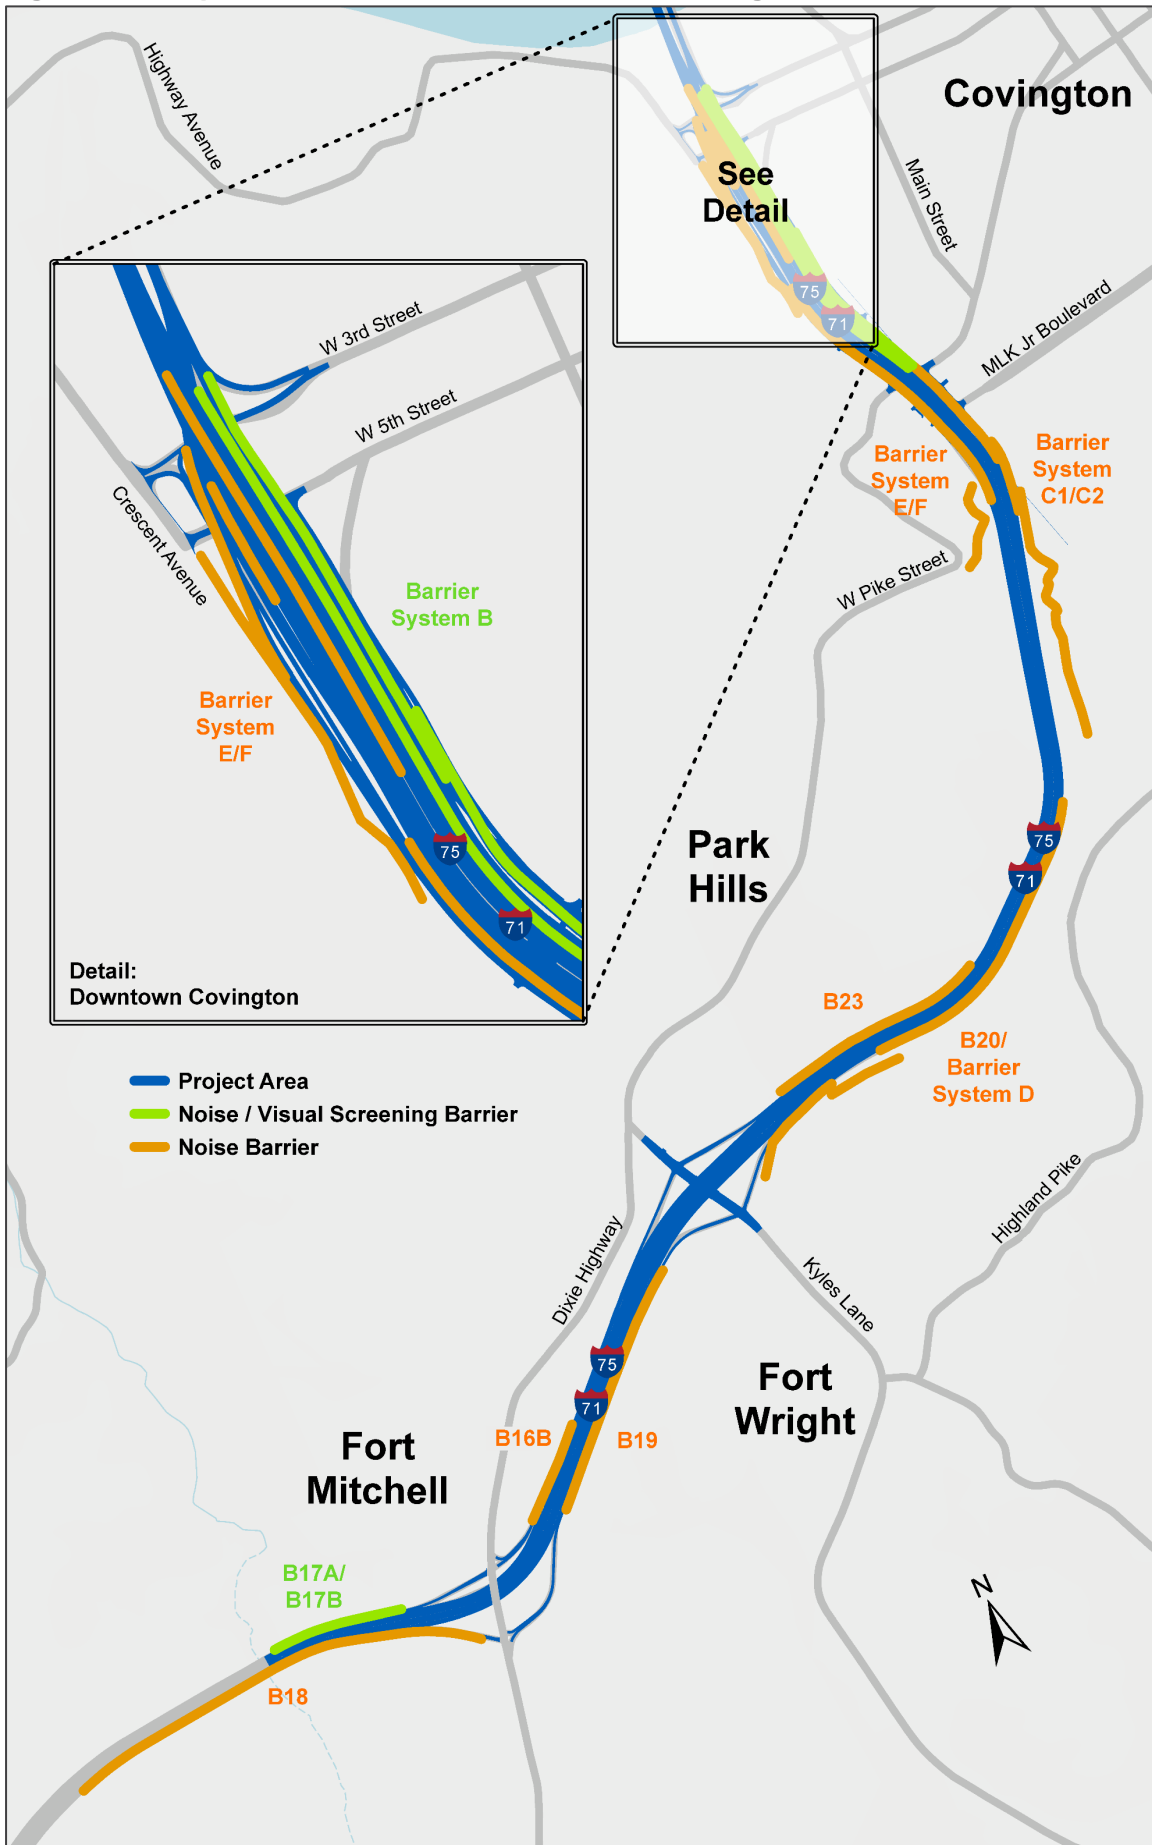 Highway Avenue
Covington
See
Detail
Main Street
75
71
MLK Jr Boulevard
W 3rd Street
W 5th Street
Crescent Avenue
Barrier
System B
Barrier
System
E/F
75
71
Detail:
Downtown Covington
Barrier
System
E/F
Barrier
System
C1/C2
W Pike Street
Park
Hills
75
71
B23
B20/
Barrier
System D
Project Area
Noise / Visual Screening Barrier
Noise Barrier
Highland Pike
Dixie Highway
Kyles Lane
75
71
Fort
Wright
B16B
B19
Fort
Mitchell
B17A/
B17B
N
B18